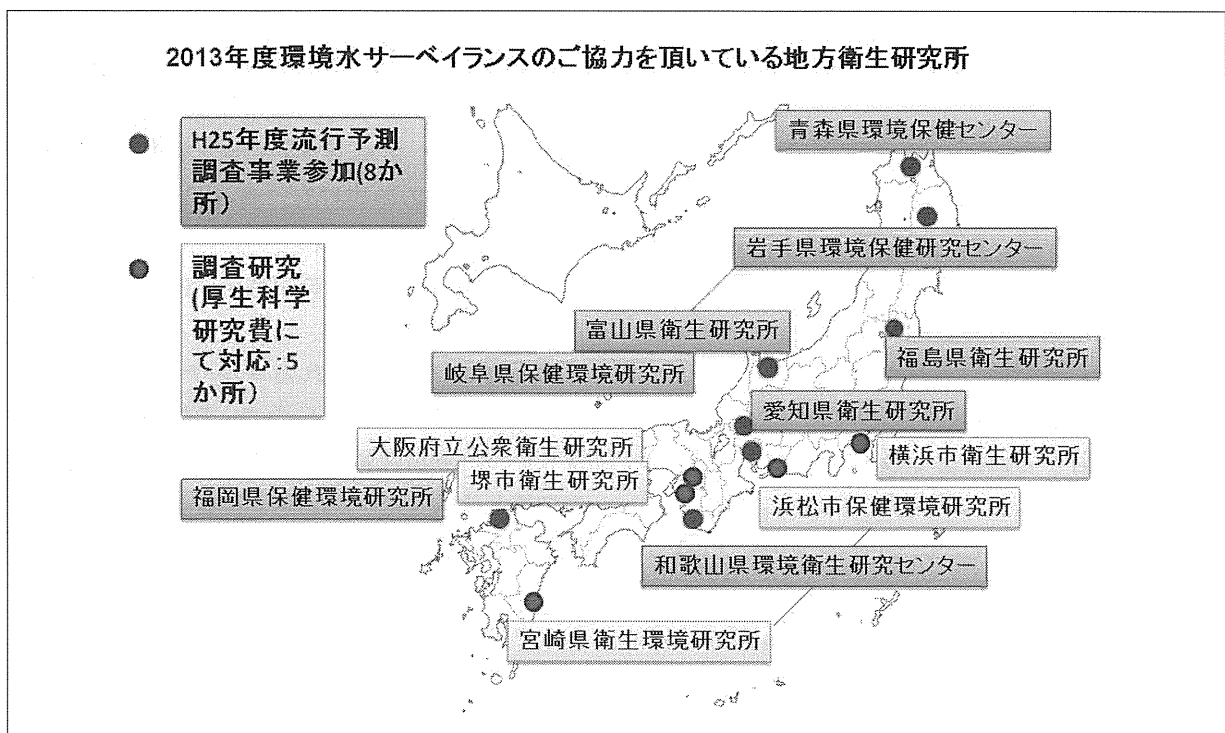 2013年度環境水サーベイランスのご協力を頂いている地方衛生研究所
H25年度流行予測
調査事業参加(8か
所)
調査研究
(厚生科学
研究費に
て対応:5
か所)
青森県環境保健センター
岩手県環境保健研究センター
富山県衛生研究所
福島県衛生研究所
岐阜県保健環境研究所
愛知県衛生研究所
大阪府立公衆衛生研究所
横浜市衛生研究所
堺市衛生研究所
福岡県保健環境研究所
浜松市保健環境研究所
和歌山県環境衛生研究センター
宮崎県衛生環境研究所